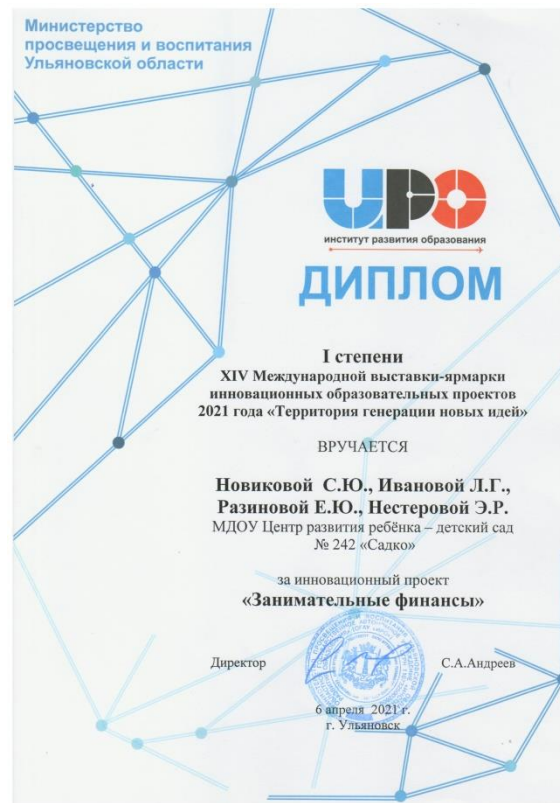 Министерство
просвещения и воспитания
Ульяновской области
ИРО
институт развития образования
ДИПЛОМ
I степени
XIV Международной выставки-ярмарки
инновационных образовательных проектов
2021 года «Территория генерации новых идей»
ВРУЧАЕТСЯ
Новиковой С.Ю., Ивановой Л.Г.,
Разиновой Е.Ю., Нестеровой Э.Р.
МДОУ Центр развития ребёнка – детский сад
№ 242 «Садко»
за инновационный проект
«Занимательные финансы»
Директор
С.А.Андреев
6 апреля 2021 г.
г. Ульяновск